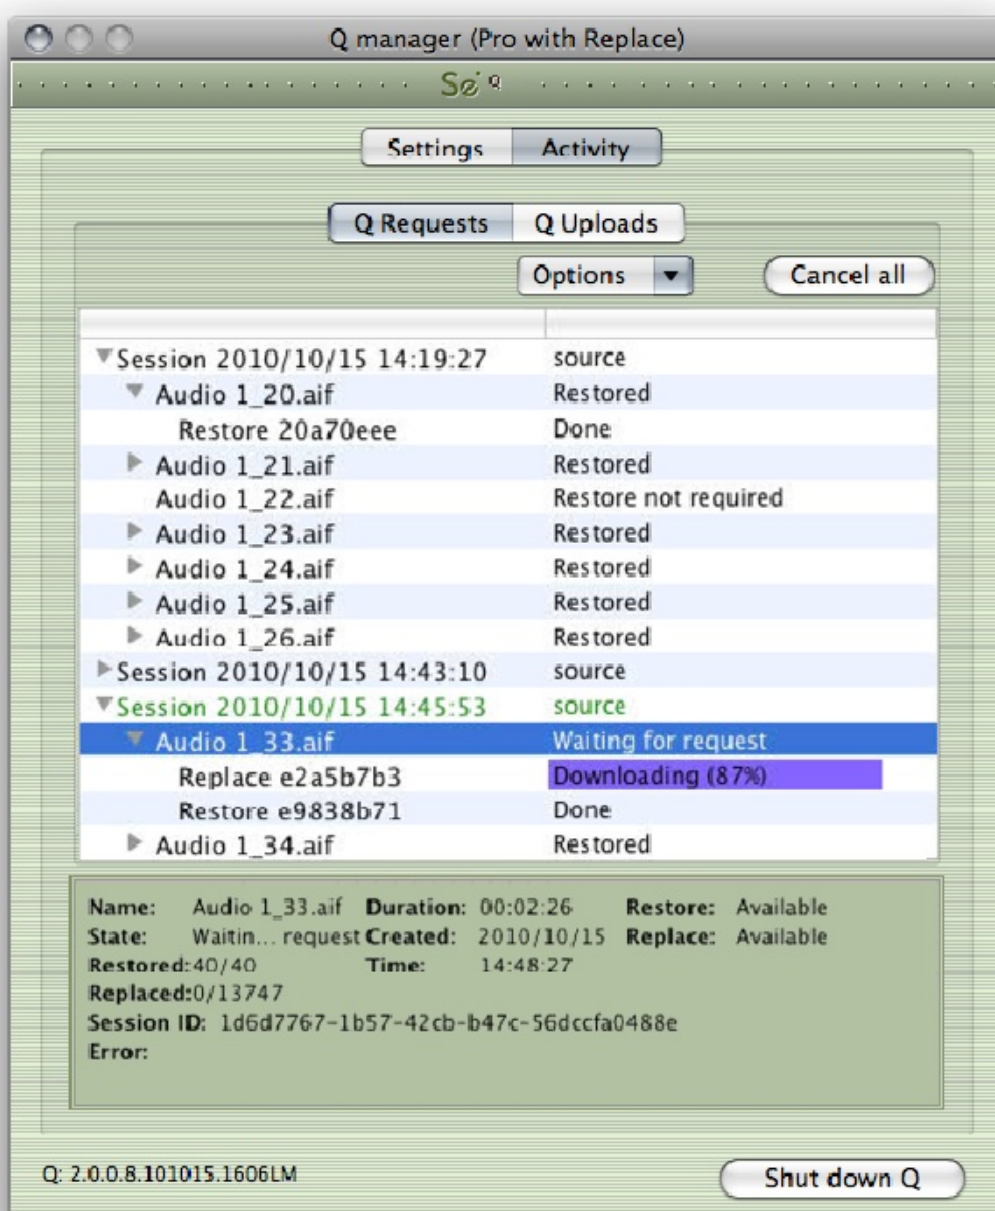 Q manager (Pro with Replace)
Settings Activity
Q Requests Q Uploads
Options Cancel all
Session 2010/10/15 14:19:27 source
Audio 1_20.aif Restored
Restore 20a70eee Done
Audio 1_21.aif Restored
Audio 1_22.aif Restore not required
Audio 1_23.aif Restored
Audio 1_24.aif Restored
Audio 1_25.aif Restored
Audio 1_26.aif Restored
Session 2010/10/15 14:43:10 source
Session 2010/10/15 14:45:53 source
Audio 1_33.aif Waiting for request
Replace e2a5b7b3 Downloading (87%)
Restore e9838b71 Done
Audio 1_34.aif Restored
Name: Audio 1_33.aif Duration: 00:02:26 Restore: Available
State: Waitin... request Created: 2010/10/15 Replace: Available
Restored:40/40 Time: 14:48:27
Replaced:0/13747
Session ID: 1d6d7767-1b57-42cb-b47c-56dccfa0488e
Error:
Q: 2.0.0.8.101015.1606LM Shut down Q